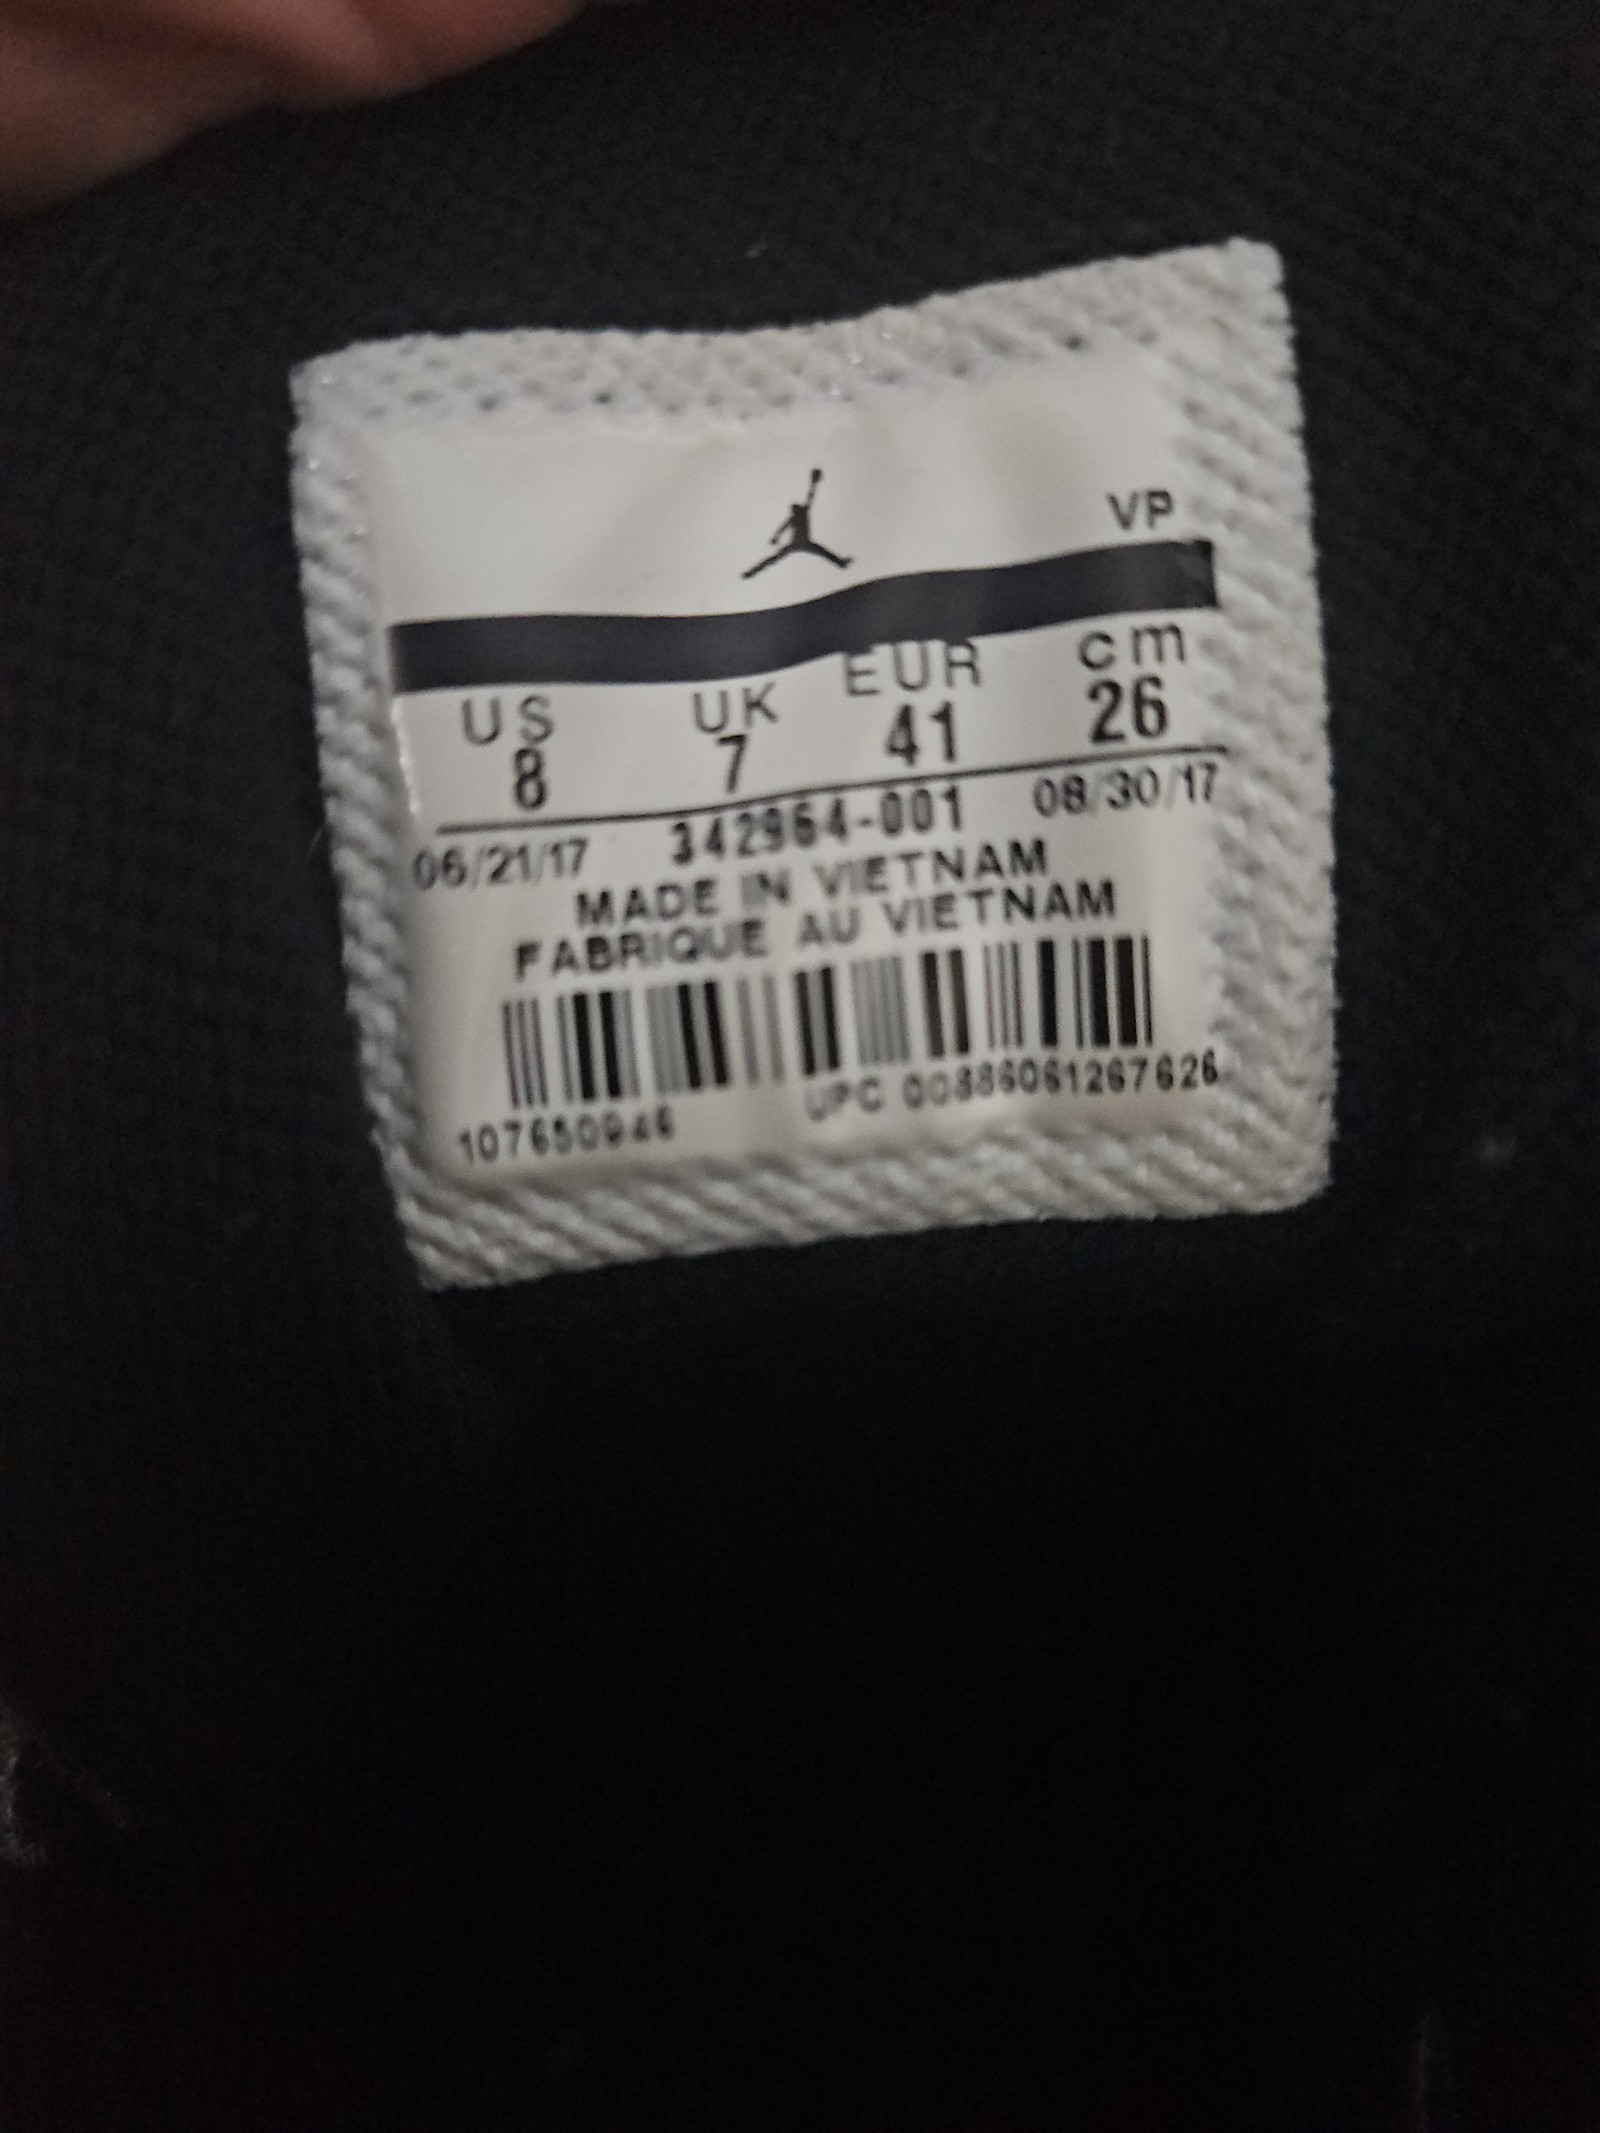 VP
US UK EUR cm
8 7 41 26
06/21/17 342964-001 08/30/17
MADE IN VIETNAM
FABRIQUE AU VIETNAM
107650946 UPC 00886061267626